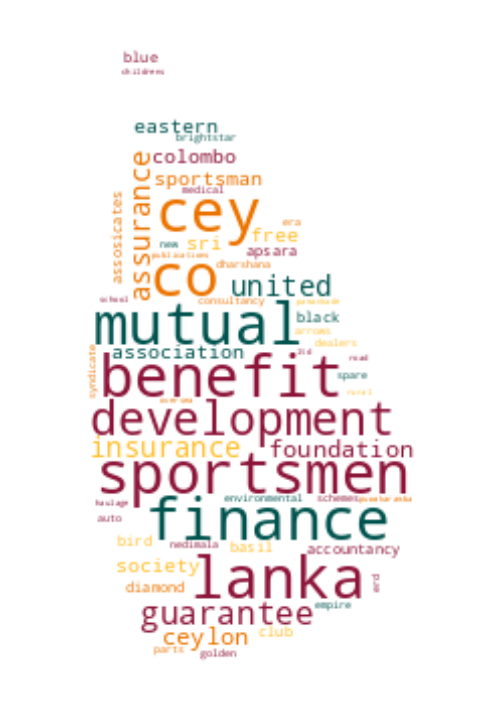 blue
childrens
eastern
brightstar
colombo
sportsman
medical
assurance
assosicates
cey
era
free
new
sri
apsara
publications
dharshana
co
united
school
consultancy
mutual
black
arrows
dealers
association
ltd
road
syndicate
benefit
spare
rural
development
insurance
foundation
sportsmen
environmental
schemes
haulage
finance
auto
bird
nedimala
basil
accountancy
society
lanka
diamond
erd
guarantee
empire
ceylon
club
parts
golden